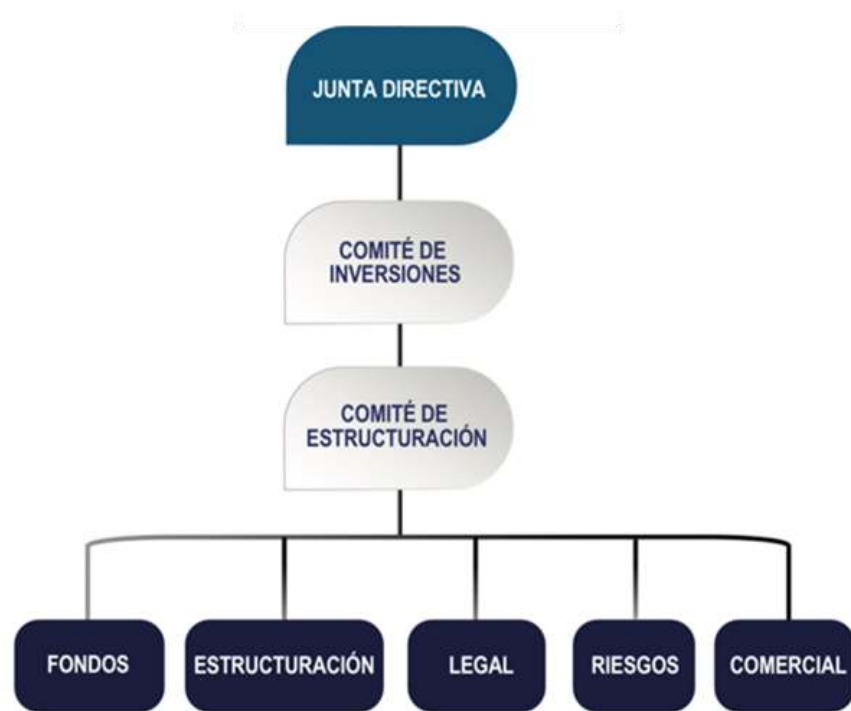 JUNTA DIRECTIVA
COMITÉ DE
INVERSIONES
COMITÉ DE
ESTRUCTURACIÓN
FONDOS
ESTRUCTURACIÓN
LEGAL
RIESGOS
COMERCIAL